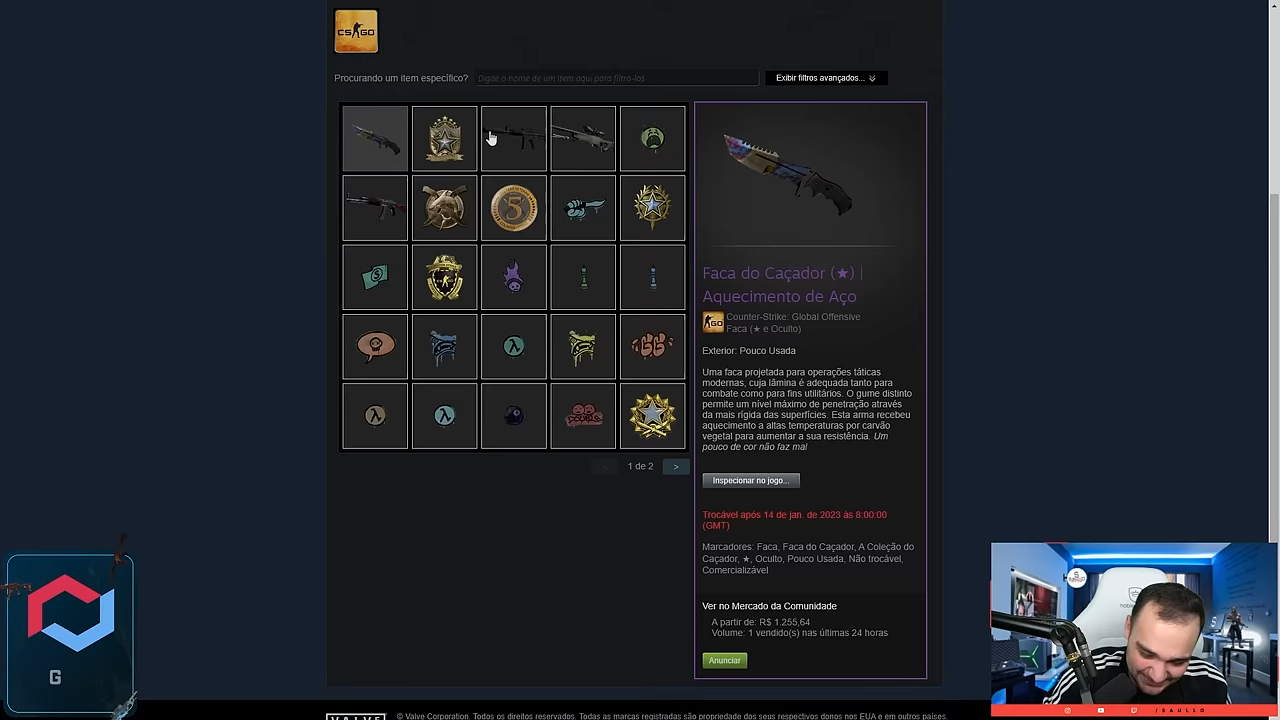 CS GO
Procurando um item específico?
Digite o nome de um item aqui para filtrá-los
Exibir filtros avançados...
5
1 de 2
>
Faca do Caçador (★) |
Aquecimento de Aço
Counter-Strike: Global Offensive
Faca (★ e Oculto)
Exterior: Pouco Usada
Uma faca projetada para operações táticas
modernas, cuja lâmina é adequada tanto para
combate como para fins utilitários. O gume distinto
permite um nível máximo de penetração através
da mais rígida das superfícies. Esta arma recebeu
aquecimento a altas temperaturas por carvão
vegetal para aumentar a sua resistência. Um
pouco de cor não faz mal
Inspecionar no jogo...
Trocável após 14 de jan. de 2023 às 8:00:00
(GMT)
Marcadores: Faca, Faca do Caçador, A Coleção do
Caçador, ★, Oculto, Pouco Usada, Não trocável,
Comercializável
Ver no Mercado da Comunidade
A partir de: R$ 1.255,64
Volume: 1 vendido(s) nas últimas 24 horas
Anunciar
G
/SAULLO
VALVE
© Valve Corporation. Todos os direitos reservados. Todas as marcas registradas são propriedade dos seus respectivos donos nos EUA e em outros países